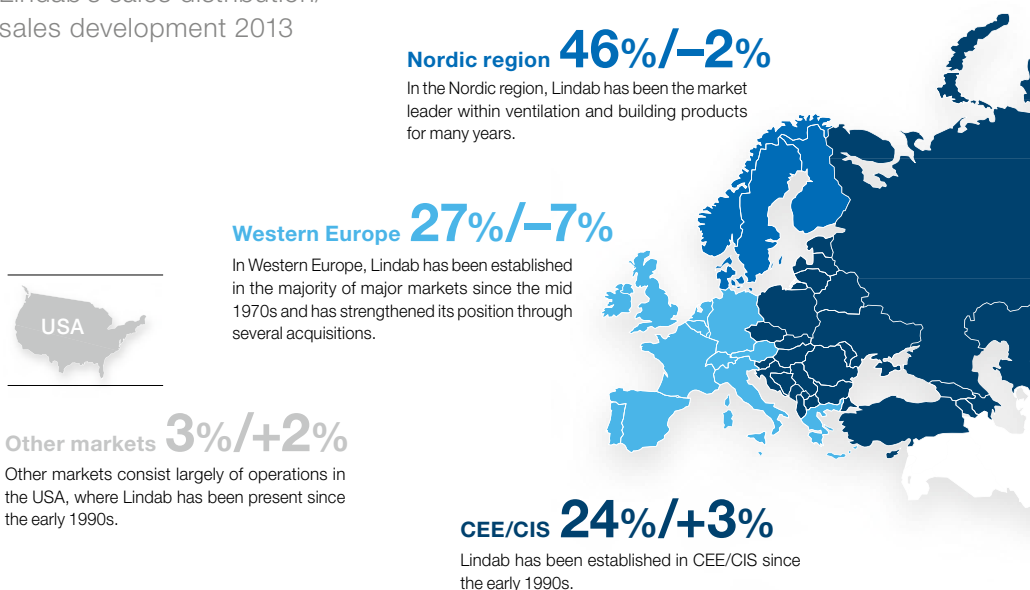 Lindab's sales distribution/
sales development 2013
Nordic region 46%/–2%
In the Nordic region, Lindab has been the market
leader within ventilation and building products
for many years.
Western Europe 27%/–7%
In Western Europe, Lindab has been established
in the majority of major markets since the mid
1970s and has strengthened its position through
several acquisitions.
USA
Other markets 3%/+2%
Other markets consist largely of operations in
the USA, where Lindab has been present since
the early 1990s.
CEE/CIS 24%/+3%
Lindab has been established in CEE/CIS since
the early 1990s.